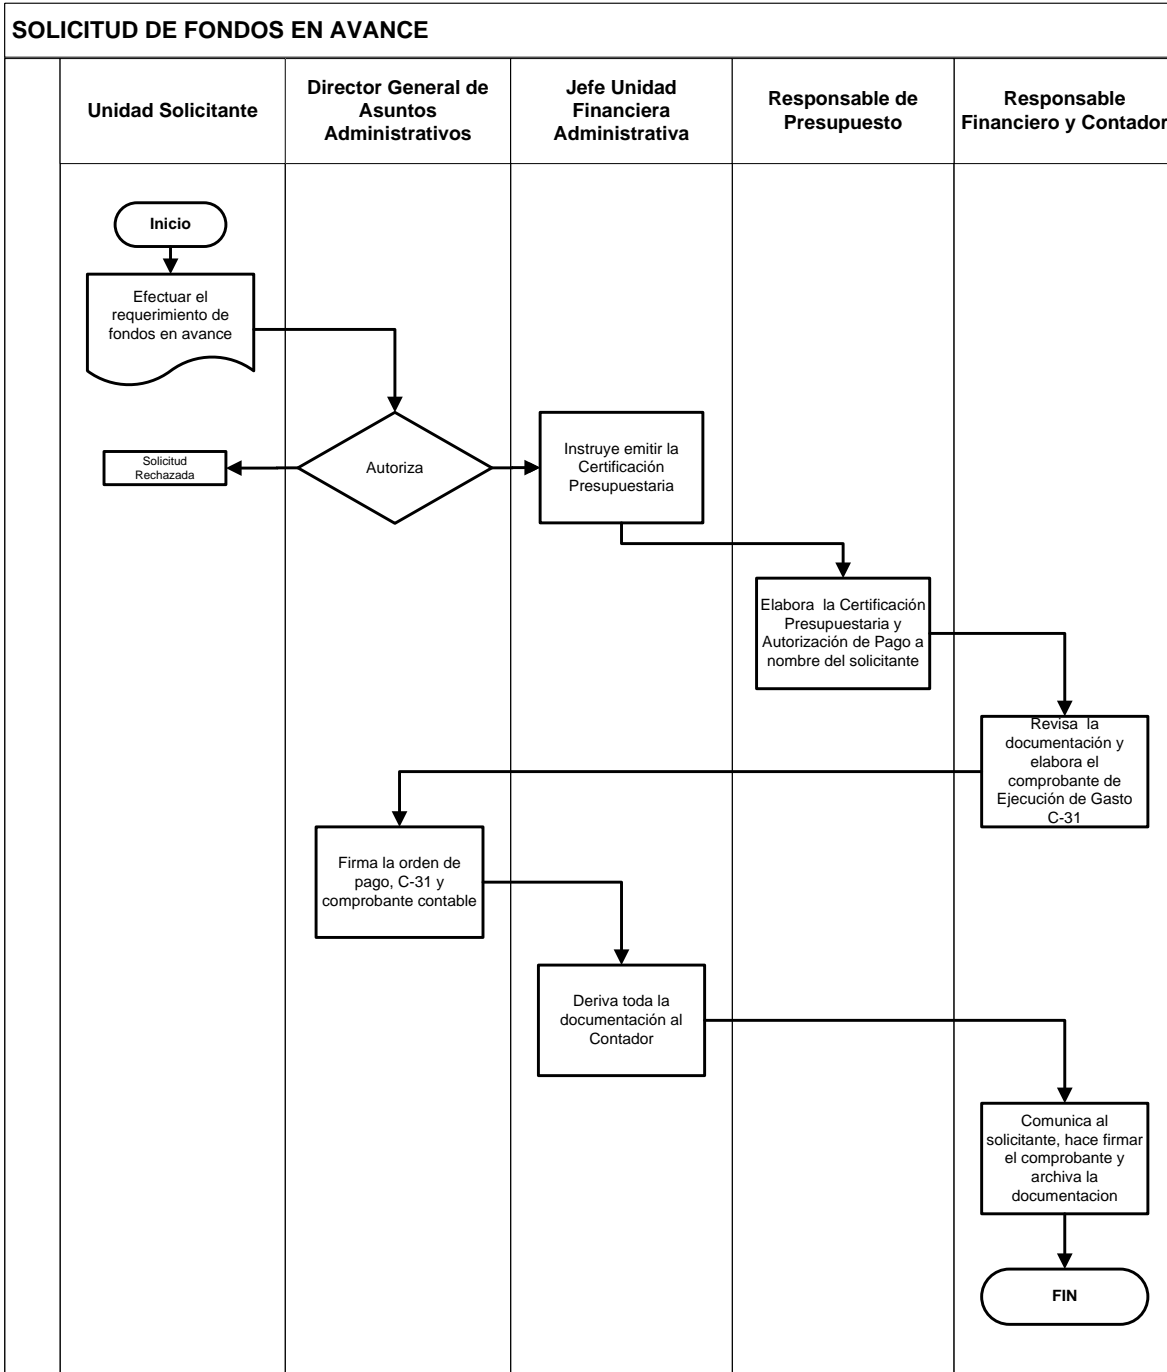 SOLICITUD DE FONDOS EN AVANCE
Unidad Solicitante
Director General de
Asuntos
Administrativos
Jefe Unidad
Financiera
Administrativa
Responsable de
Presupuesto
Responsable
Financiero y Contador
Inicio
Efectuar el
requerimiento de
fondos en avance
Solicitud
Rechazada
Autoriza
Instruye emitir la
Certificación
Presupuestaria
Elabora la Certificación
Presupuestaria y
Autorización de Pago a
nombre del solicitante
Revisa la
documentación y
elabora el
comprobante de
Ejecución de Gasto
C-31
Firma la orden de
pago, C-31 y
comprobante contable
Deriva toda la
documentación al
Contador
Comunica al
solicitante, hace firmar
el comprobante y
archiva la
documentacion
FIN